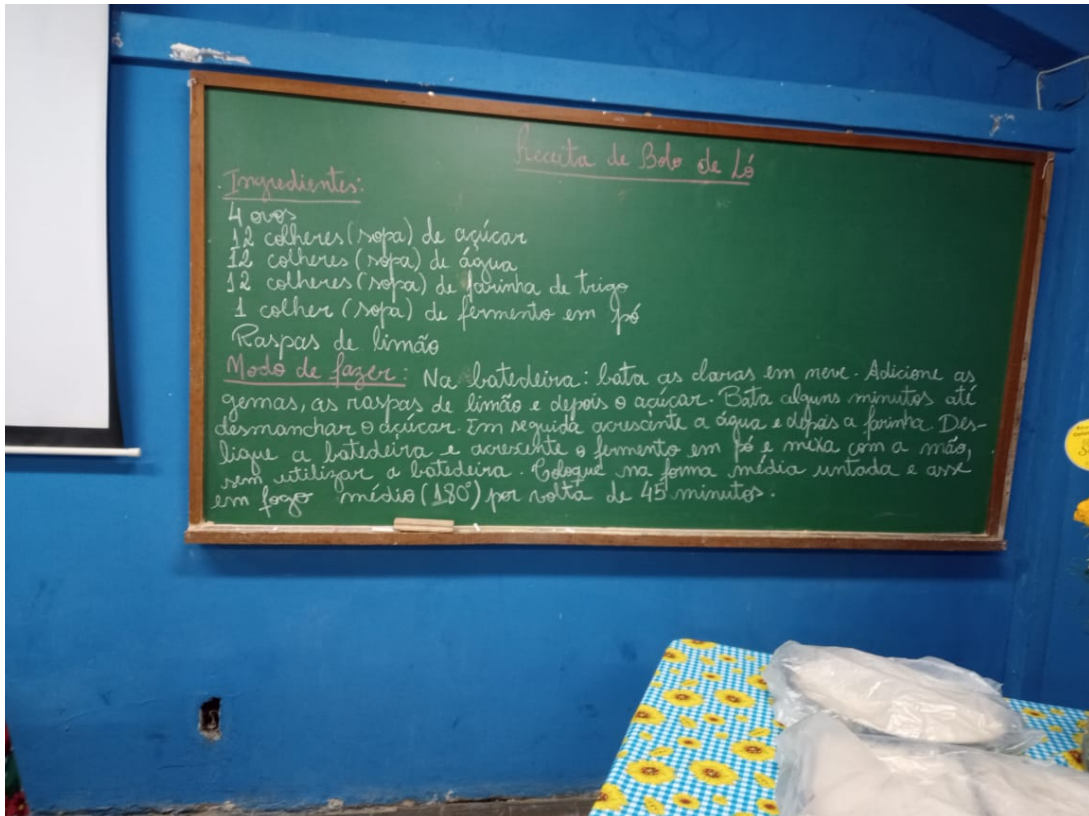 Receita de Bolo de Ló
Ingredientes:
4 ovos
12 colheres (sopa) de açúcar
12 colheres (sopa) de água
12 colheres (sopa) de farinha de trigo
1 colher (sopa) de fermento em pó
Raspas de limão
Modo de fazer: Na batedeira: bata as claras em neve. Adicione as
gemas, as raspas de limão e depois o açúcar. Bata alguns minutos até
desmanchar o açúcar. Em seguida acrescente a água e depois a farinha. Des-
ligue a batedeira e acrescente o fermento em pó e mexa com a mão,
sem utilizar a batedeira. Coloque na forma média untada e asse
em fogo médio (180°) por volta de 45 minutos.